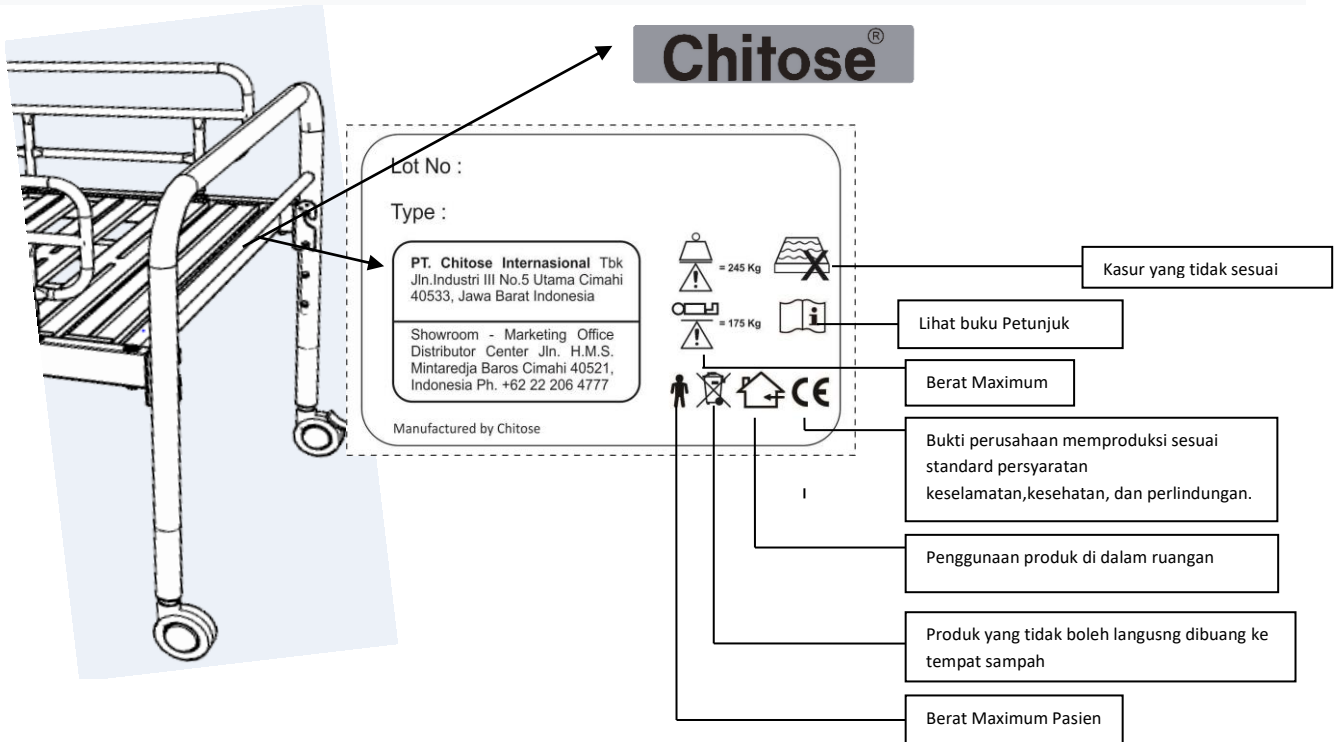 Chitose®
Lot No :
Type :
PT. Chitose Internasional Tbk
Jln.Industri III No.5 Utama Cimahi
40533, Jawa Barat Indonesia
Showroom - Marketing Office
Distributor Center Jln. H.M.S.
Mintaredja Baros Cimahi 40521,
Indonesia Ph. +62 22 206 4777
Manufactured by Chitose
= 245 Kg
= 175 Kg
i
CE
Kasur yang tidak sesuai
Lihat buku Petunjuk
Berat Maximum
Bukti perusahaan memproduksi sesuai
standard persyaratan
keselamatan,kesehatan, dan perlindungan.
I
Penggunaan produk di dalam ruangan
Produk yang tidak boleh langusng dibuang ke
tempat sampah
Berat Maximum Pasien